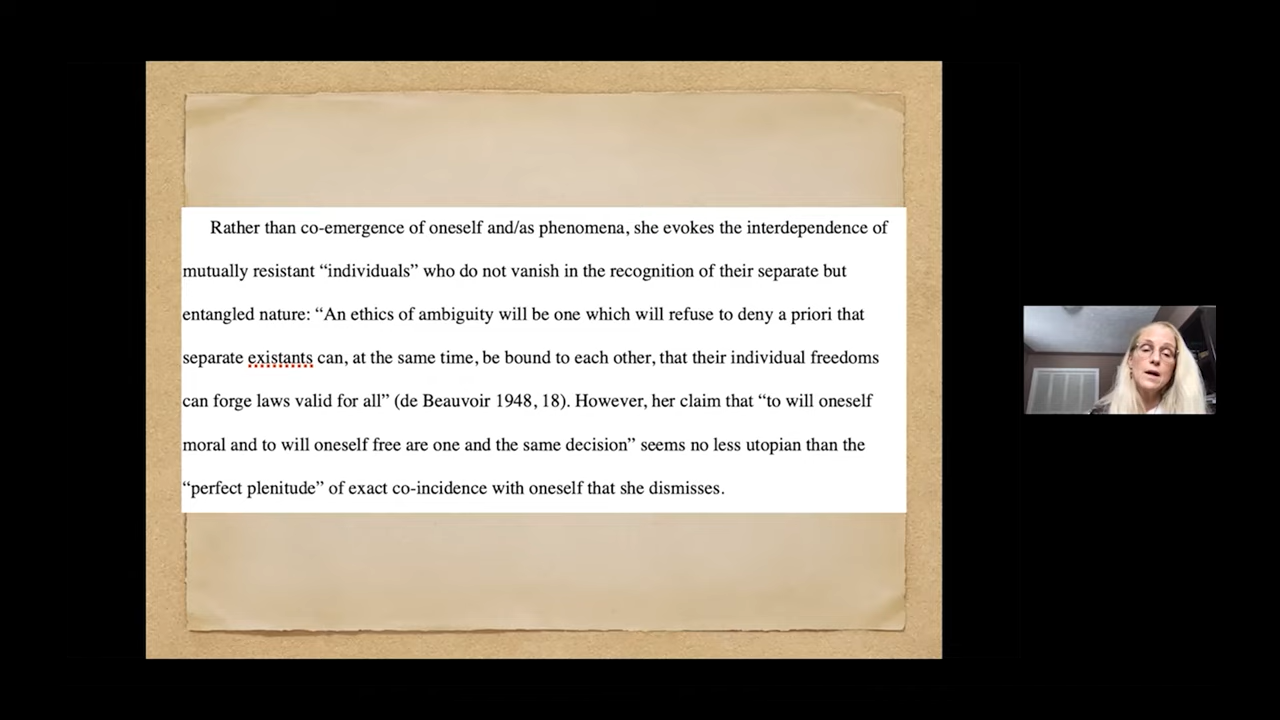 Rather than co-emergence of oneself and/as phenomena, she evokes the interdependence of
mutually resistant “individuals” who do not vanish in the recognition of their separate but
entangled nature: “An ethics of ambiguity will be one which will refuse to deny a priori that
separate existants can, at the same time, be bound to each other, that their individual freedoms
can forge laws valid for all” (de Beauvoir 1948, 18). However, her claim that “to will oneself
moral and to will oneself free are one and the same decision” seems no less utopian than the
“perfect plenitude” of exact co-incidence with oneself that she dismisses.